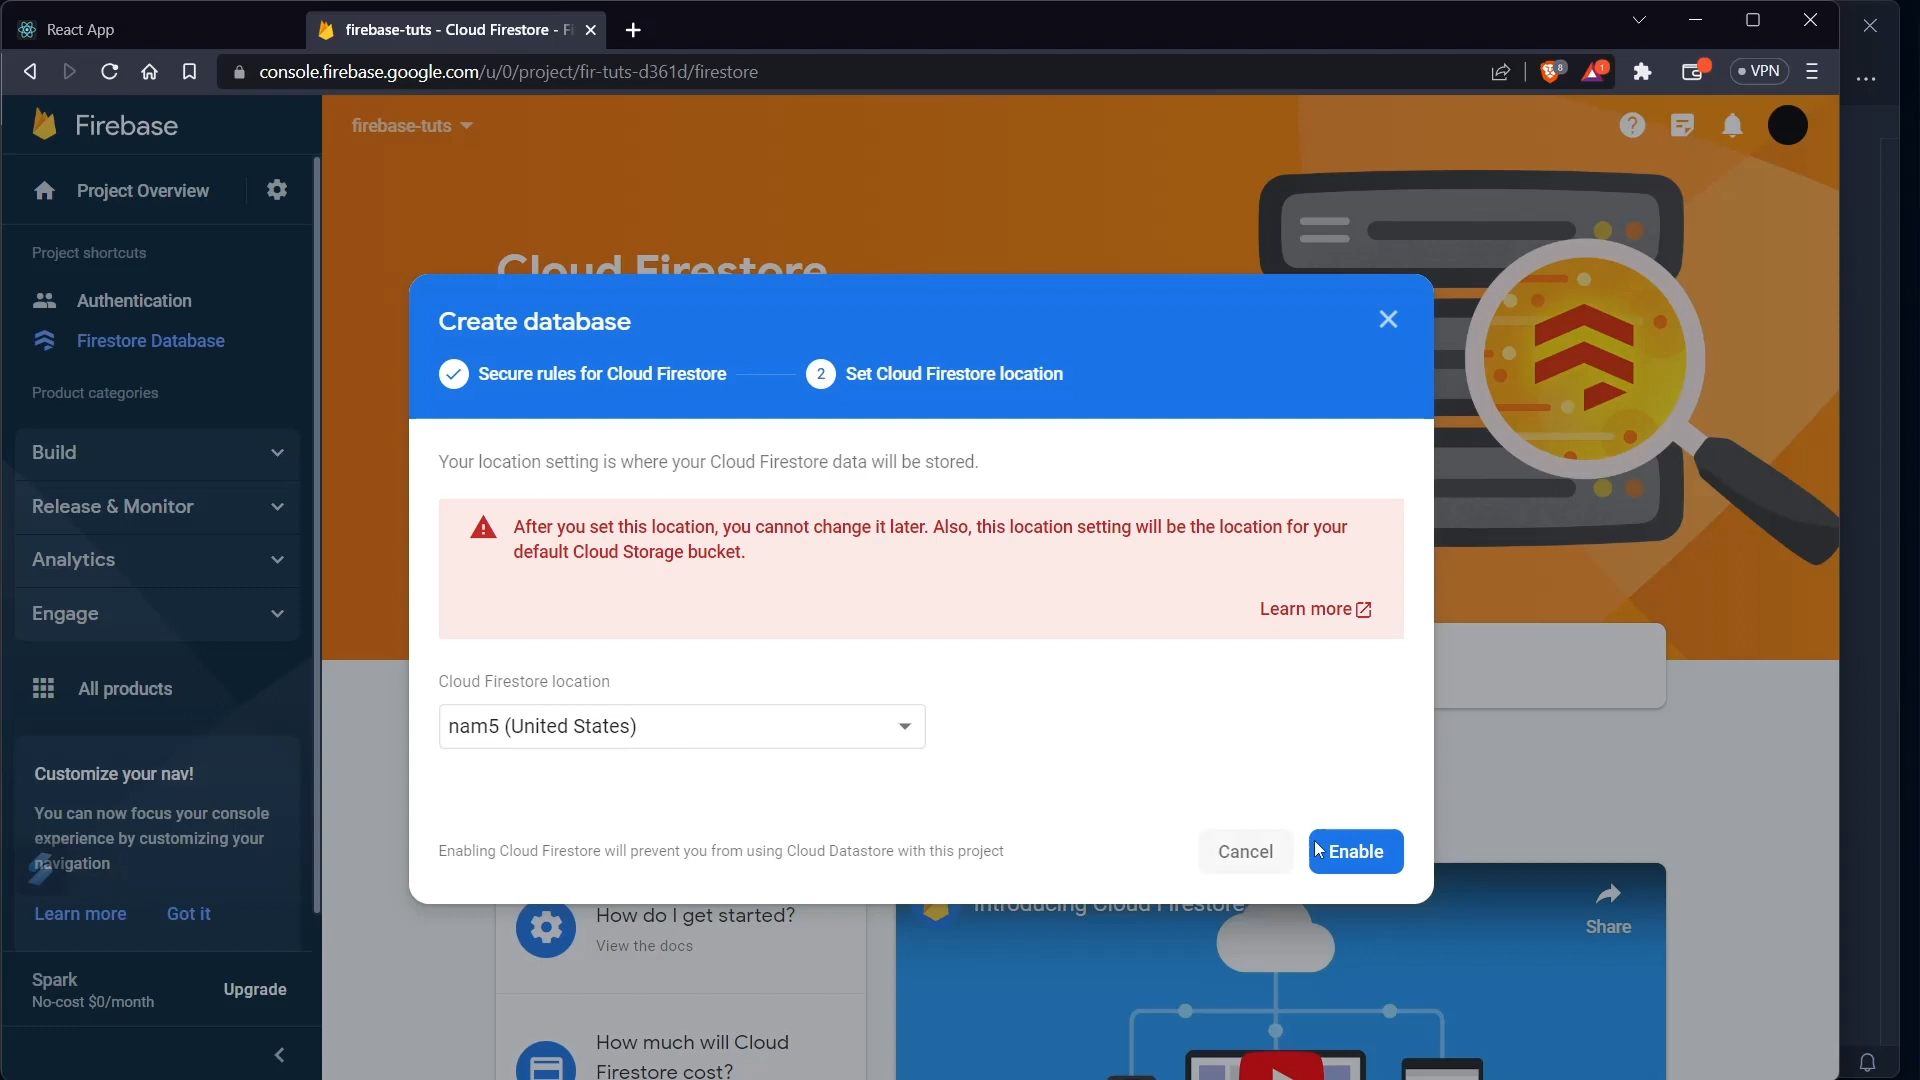 React App
firebase-tuts - Cloud Firestore - Fi
console.firebase.google.com/u/0/project/fir-tuts-d361d/firestore
8
1
VPN
Firebase
firebase-tuts
Project Overview
Project shortcuts
Authentication
Firestore Database
Product categories
Build
Release & Monitor
Analytics
Engage
All products
Customize your nav!
You can now focus your console
experience by customizing your
navigation
Learn more Got it
Spark
No-cost $0/month
Upgrade
Cloud Firestore
Create database
Secure rules for Cloud Firestore
2 Set Cloud Firestore location
Your location setting is where your Cloud Firestore data will be stored.
After you set this location, you cannot change it later. Also, this location setting will be the location for your
default Cloud Storage bucket.
Learn more
Cloud Firestore location
nam5 (United States)
Enabling Cloud Firestore will prevent you from using Cloud Datastore with this project
Cancel
Enable
How do I get started?
View the docs
How much will Cloud
Firestore cost?
Introducing Cloud Firestore
Share